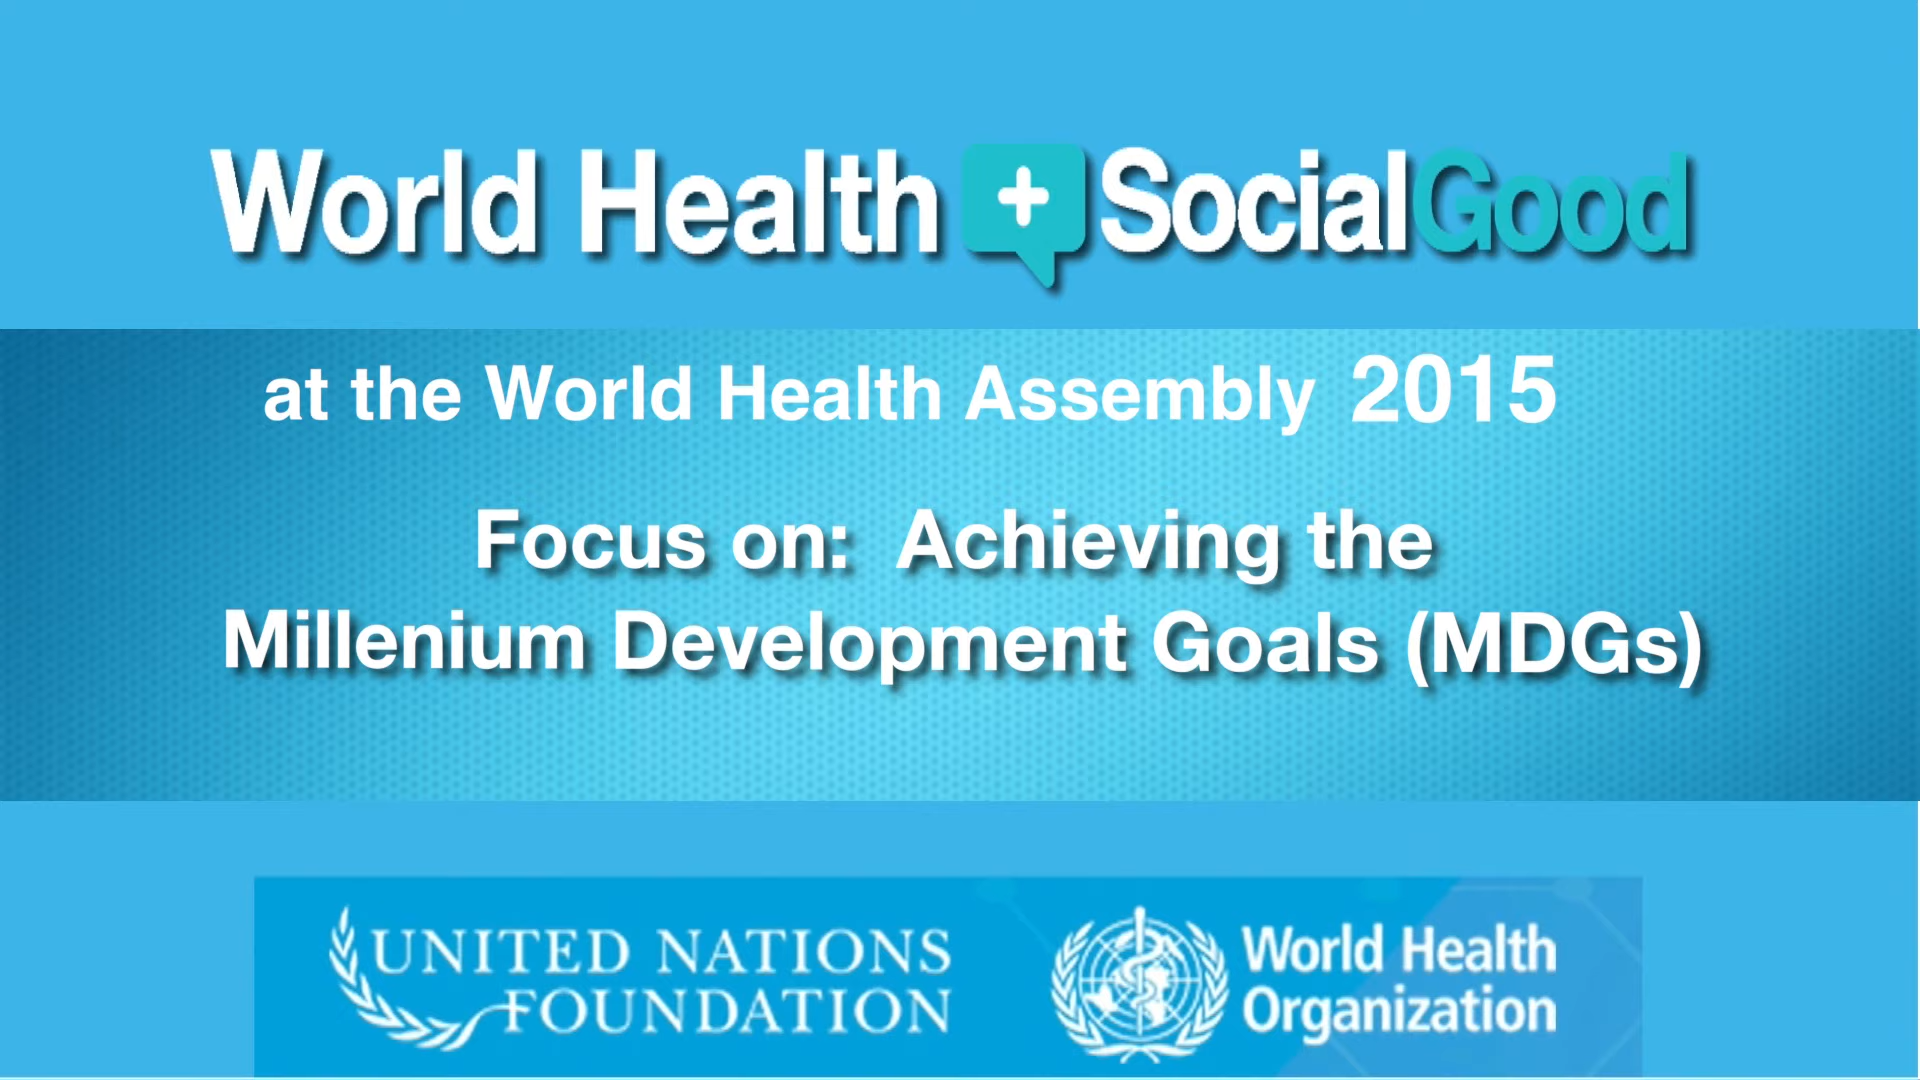 World Health + SocialGood
at the World Health Assembly 2015
Focus on: Achieving the
Millenium Development Goals (MDGs)
UNITED NATIONS
FOUNDATION
World Health
Organization